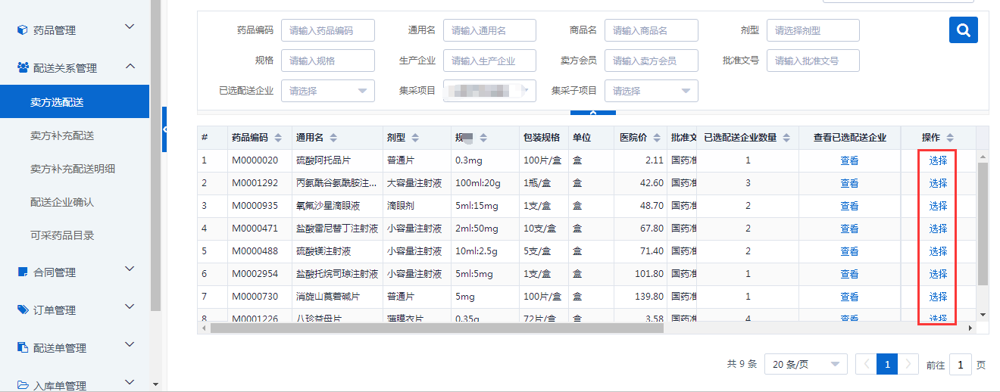 药品管理
配送关系管理
卖方选配送
卖方补充配送
卖方补充配送明细
配送企业确认
可采药品目录
合同管理
订单管理
配送单管理
入库单管理
药品编码 请输入药品编码 通用名 请输入通用名 商品名 请输入商品名 剂型 请选择剂型
规格 请输入规格 生产企业 请输入生产企业 卖方会员 请输入卖方会员 批准文号 请输入批准文号
已选配送企业 请选择 集采项目 集采子项目 请选择
# 药品编码 通用名 剂型 规 包装规格 单位 医院价 批准文 已选配送企业数量 查看已选配送企业 操作
1 M0000020 硫酸阿托品片 普通片 0.3mg 100片/盒 盒 2.11 国药准 1 查看 选择
2 M0001292 丙氨酰谷氨酰胺注... 大容量注射液 100ml:20g 1瓶/盒 盒 42.60 国药准 3 查看 选择
3 M0000935 氧氟沙星滴眼液 滴眼剂 5ml:15mg 1支/盒 盒 48.70 国药准 2 查看 选择
4 M0000471 盐酸雷尼替丁注射液 小容量注射液 2ml:50mg 10支/盒 盒 67.80 国药准 2 查看 选择
5 M0000488 硫酸镁注射液 小容量注射液 10ml:2.5g 5支/盒 盒 71.40 国药准 2 查看 选择
6 M0002954 盐酸托烷司琼注射液 小容量注射液 5ml:5mg 1支/盒 盒 101.80 国药准 1 查看 选择
7 M0000730 消旋山莨菪碱片 普通片 5mg 100片/盒 盒 139.80 国药准 1 查看 选择
8 M0001226 八珍益母片 薄膜衣片 0.35g 72片/盒 盒 3.58 国药准 4 查看 选择
共 9 条 20 条/页 1 前往 1 页